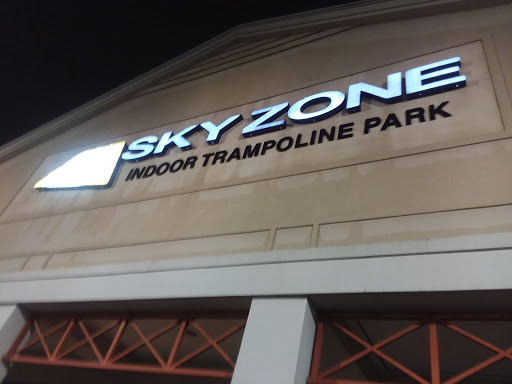 SKY ZONE
INDOOR TRAMPOLINE PARK